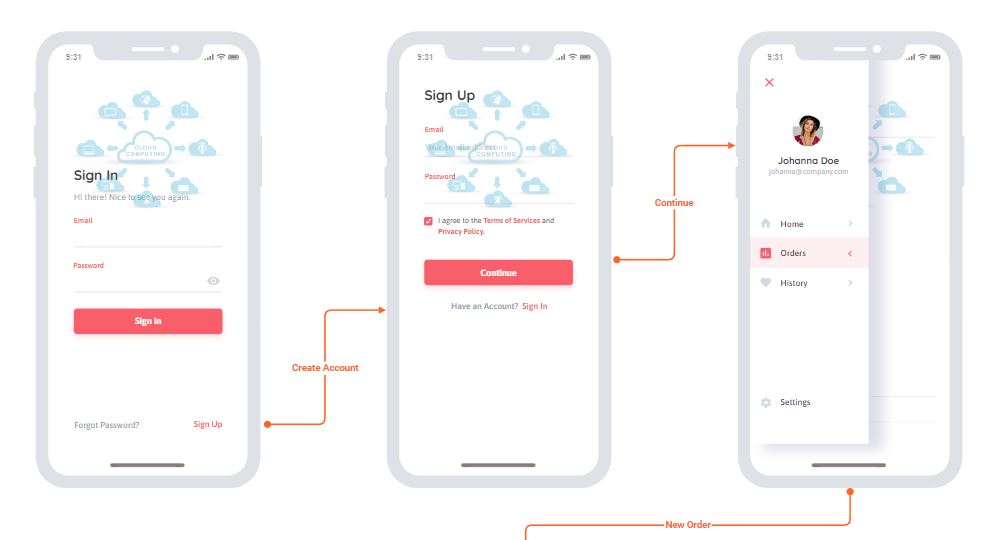 9:31
CLOUD
COMPUTING
Sign In
Hi there! Nice to see you again.
Email
Password
Sign In
Forgot Password?
Sign Up
Create Account
9:31
Sign Up
Email
Your email address
CLOUD
COMPUTING
Password
I agree to the Terms of Services and
Privacy Policy.
Continue
Have an Account? Sign In
Continue
9:31
Johanna Doe
johanna@company.com
Home
Orders
History
Settings
New Order